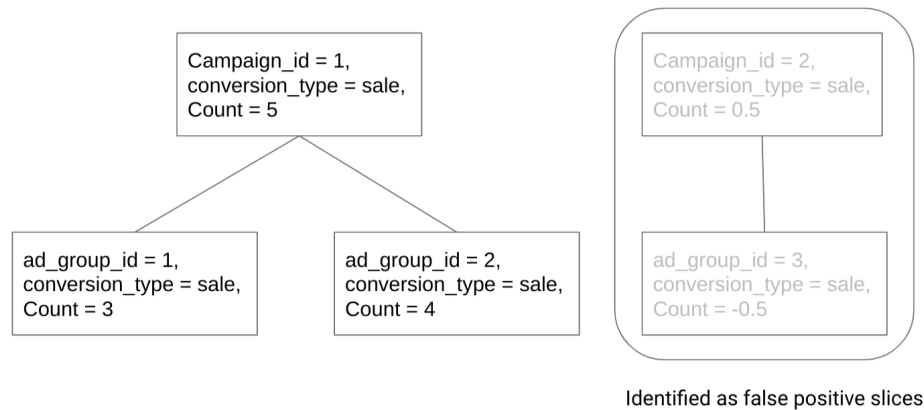 Campaign_id = 1,
conversion_type = sale,
Count = 5
Campaign_id = 2,
conversion_type = sale,
Count = 0.5
ad_group_id = 1,
conversion_type = sale,
Count = 3
ad_group_id = 2,
conversion_type = sale,
Count = 4
ad_group_id = 3,
conversion_type = sale,
Count = -0.5
Identified as false positive slices